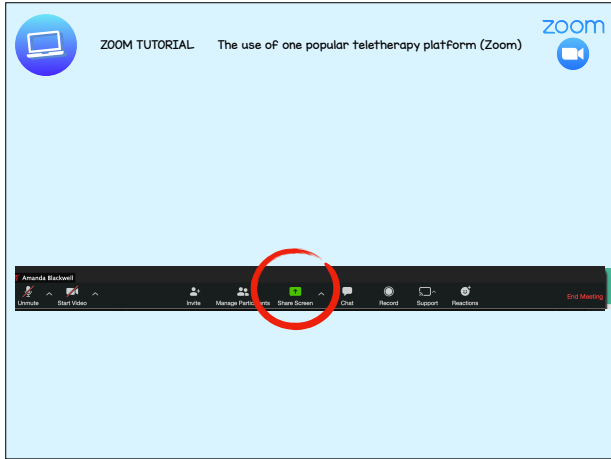 zoom
ZOOM TUTORIAL The use of one popular teletherapy platform (Zoom)
Amanda Blackwell
Unmute Start Video Invite Manage Participants Share Screen Chat Record Support Reactions End Meeting